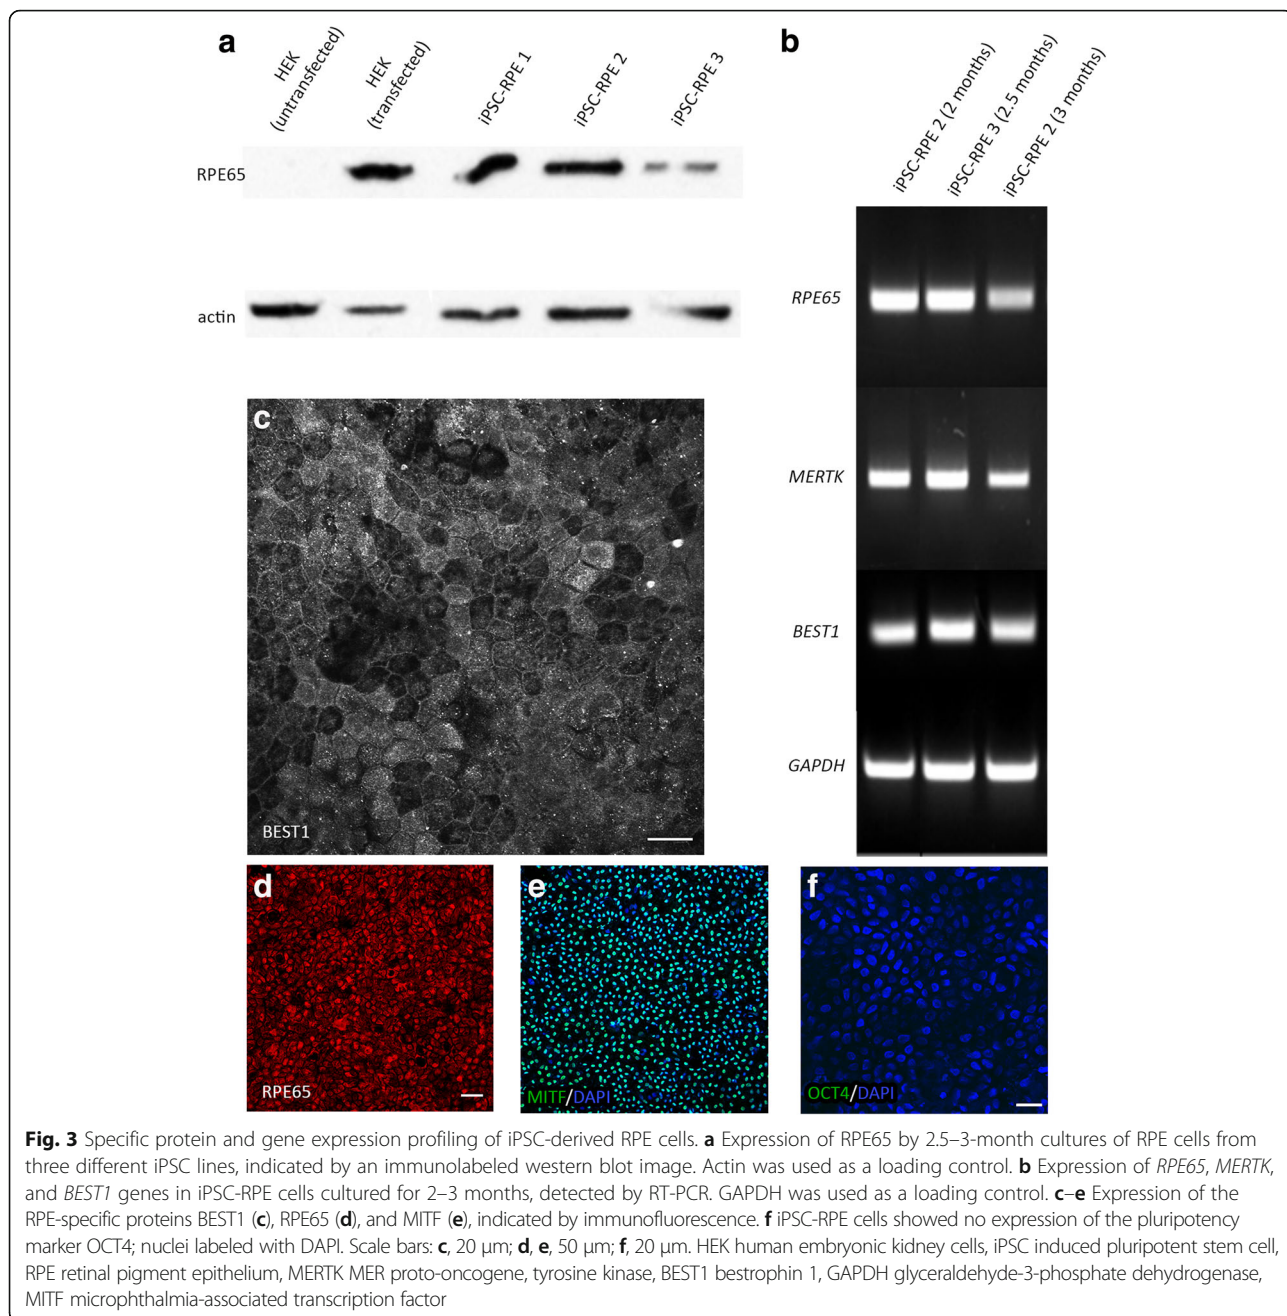 a
HEK
(untransfected)
HEK
(transfected)
iPSC-RPE 1
iPSC-RPE 2
iPSC-RPE 3
RPE65
actin
b
iPSC-RPE 2 (2 months)
iPSC-RPE 3 (2.5 months)
iPSC-RPE 2 (3 months)
RPE65
MERTK
BEST1
GAPDH
c
BEST1
d
RPE65
e
MITF/DAPI
f
OCT4/DAPI
Fig. 3 Specific protein and gene expression profiling of iPSC-derived RPE cells. a Expression of RPE65 by 2.5–3-month cultures of RPE cells from
three different iPSC lines, indicated by an immunolabeled western blot image. Actin was used as a loading control. b Expression of RPE65, MERTK,
and BEST1 genes in iPSC-RPE cells cultured for 2–3 months, detected by RT-PCR. GAPDH was used as a loading control. c–e Expression of the
RPE-specific proteins BEST1 (c), RPE65 (d), and MITF (e), indicated by immunofluorescence. f iPSC-RPE cells showed no expression of the pluripotency
marker OCT4; nuclei labeled with DAPI. Scale bars: c, 20 μm; d, e, 50 μm; f, 20 μm. HEK human embryonic kidney cells, iPSC induced pluripotent stem cell,
RPE retinal pigment epithelium, MERTK MER proto-oncogene, tyrosine kinase, BEST1 bestrophin 1, GAPDH glyceraldehyde-3-phosphate dehydrogenase,
MITF microphthalmia-associated transcription factor